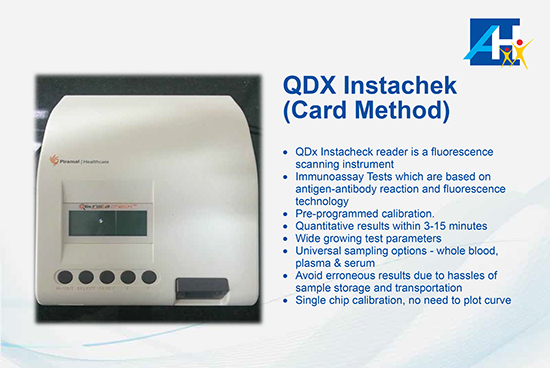 AH
QDX Instachek
(Card Method)
Piramal | Healthcare
• QDx Instacheck reader is a fluorescence
scanning instrument
• Immunoassay Tests which are based on
antigen-antibody reaction and fluorescence
technology
• Pre-programmed calibration.
• Quantitative results within 3-15 minutes
• Wide growing test parameters
• Universal sampling options - whole blood,
plasma & serum
• Avoid erroneous results due to hassles of
sample storage and transportation
• Single chip calibration, no need to plot curve